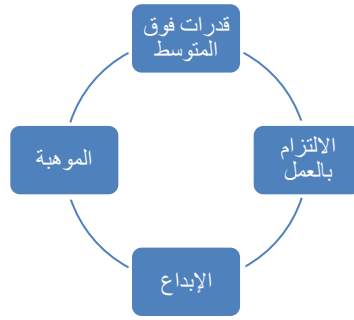 قدرات فوق
المتوسط
الالتزام
بالعمل
الإبداع
الموهبة